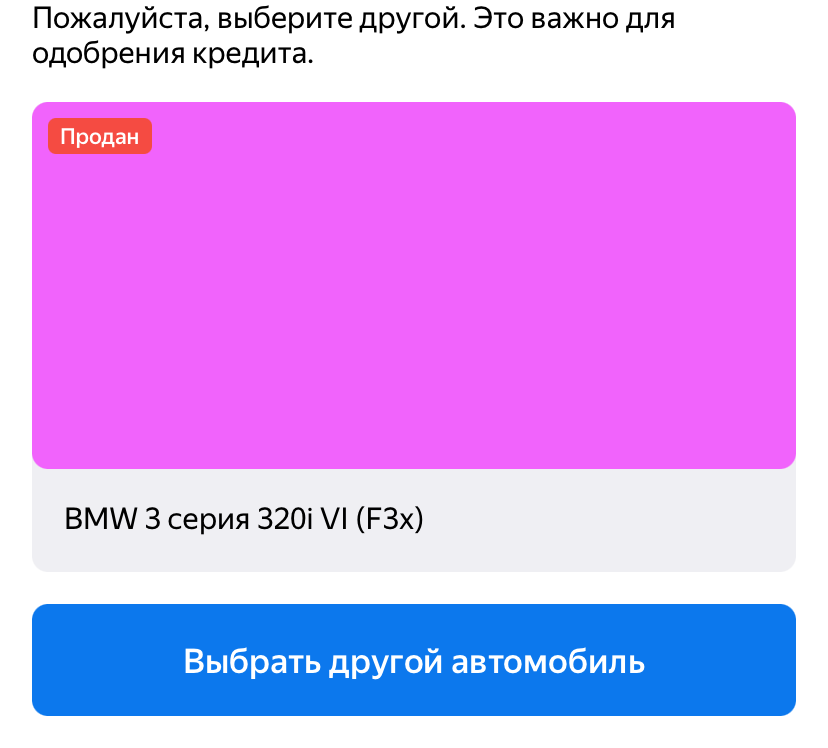 Пожалуйста, выберите другой. Это важно для
одобрения кредита.
Продан
BMW 3 серия 320i VI (F3x)
Выбрать другой автомобиль